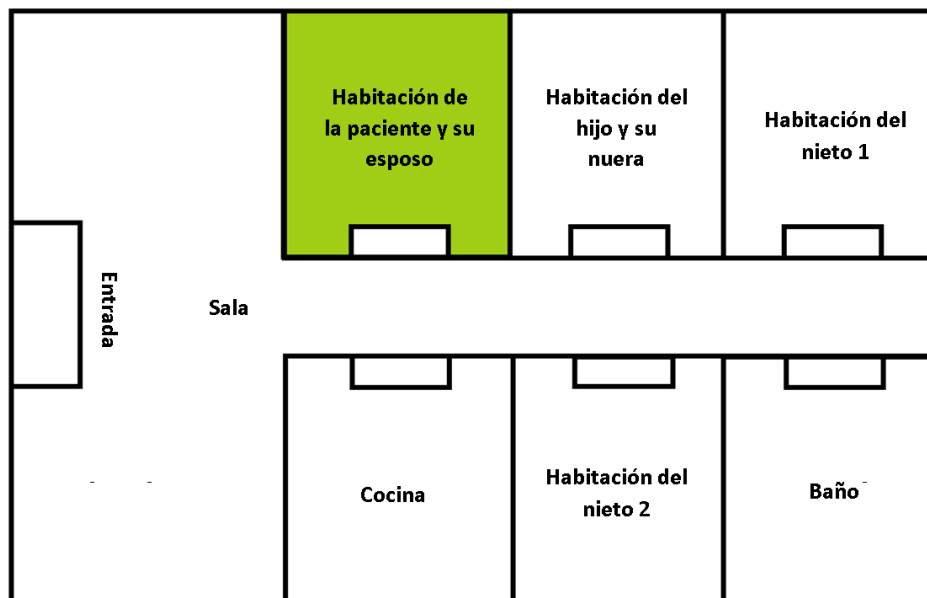 Habitación de
la paciente y su
esposo
Habitación del
hijo y su
nuera
Habitación del
nieto 1
Entrada
Sala
Cocina
Habitación del
nieto 2
Baño